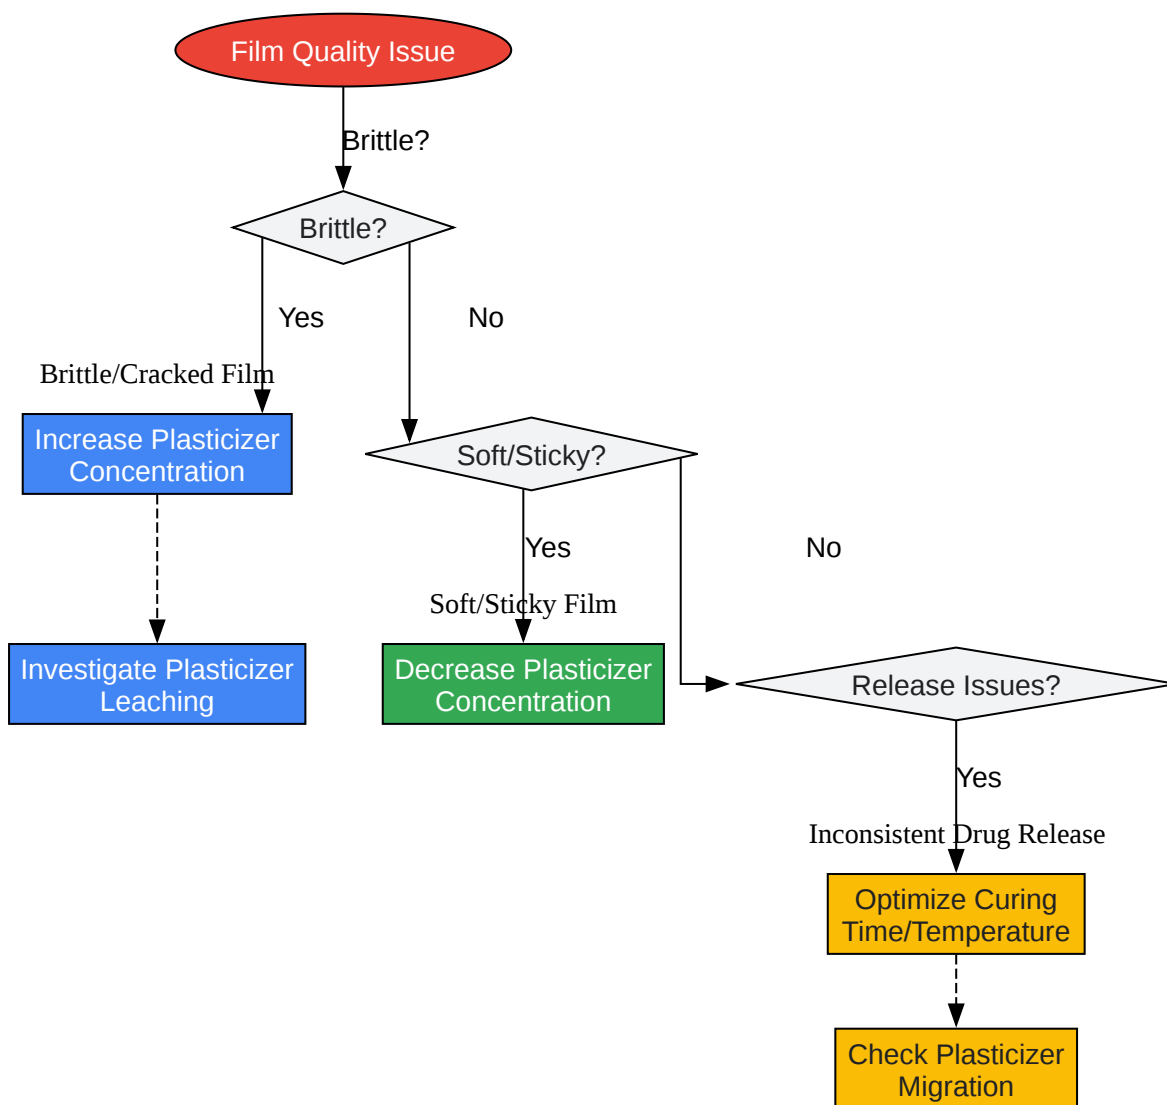 Film Quality Issue
Brittle?
Brittle?
Yes
No
Brittle/Cracked Film
Increase Plasticizer
Concentration
Soft/Sticky?
Yes
No
Soft/Sticky Film
Investigate Plasticizer
Leaching
Decrease Plasticizer
Concentration
Release Issues?
Yes
Inconsistent Drug Release
Optimize Curing
Time/Temperature
Check Plasticizer
Migration